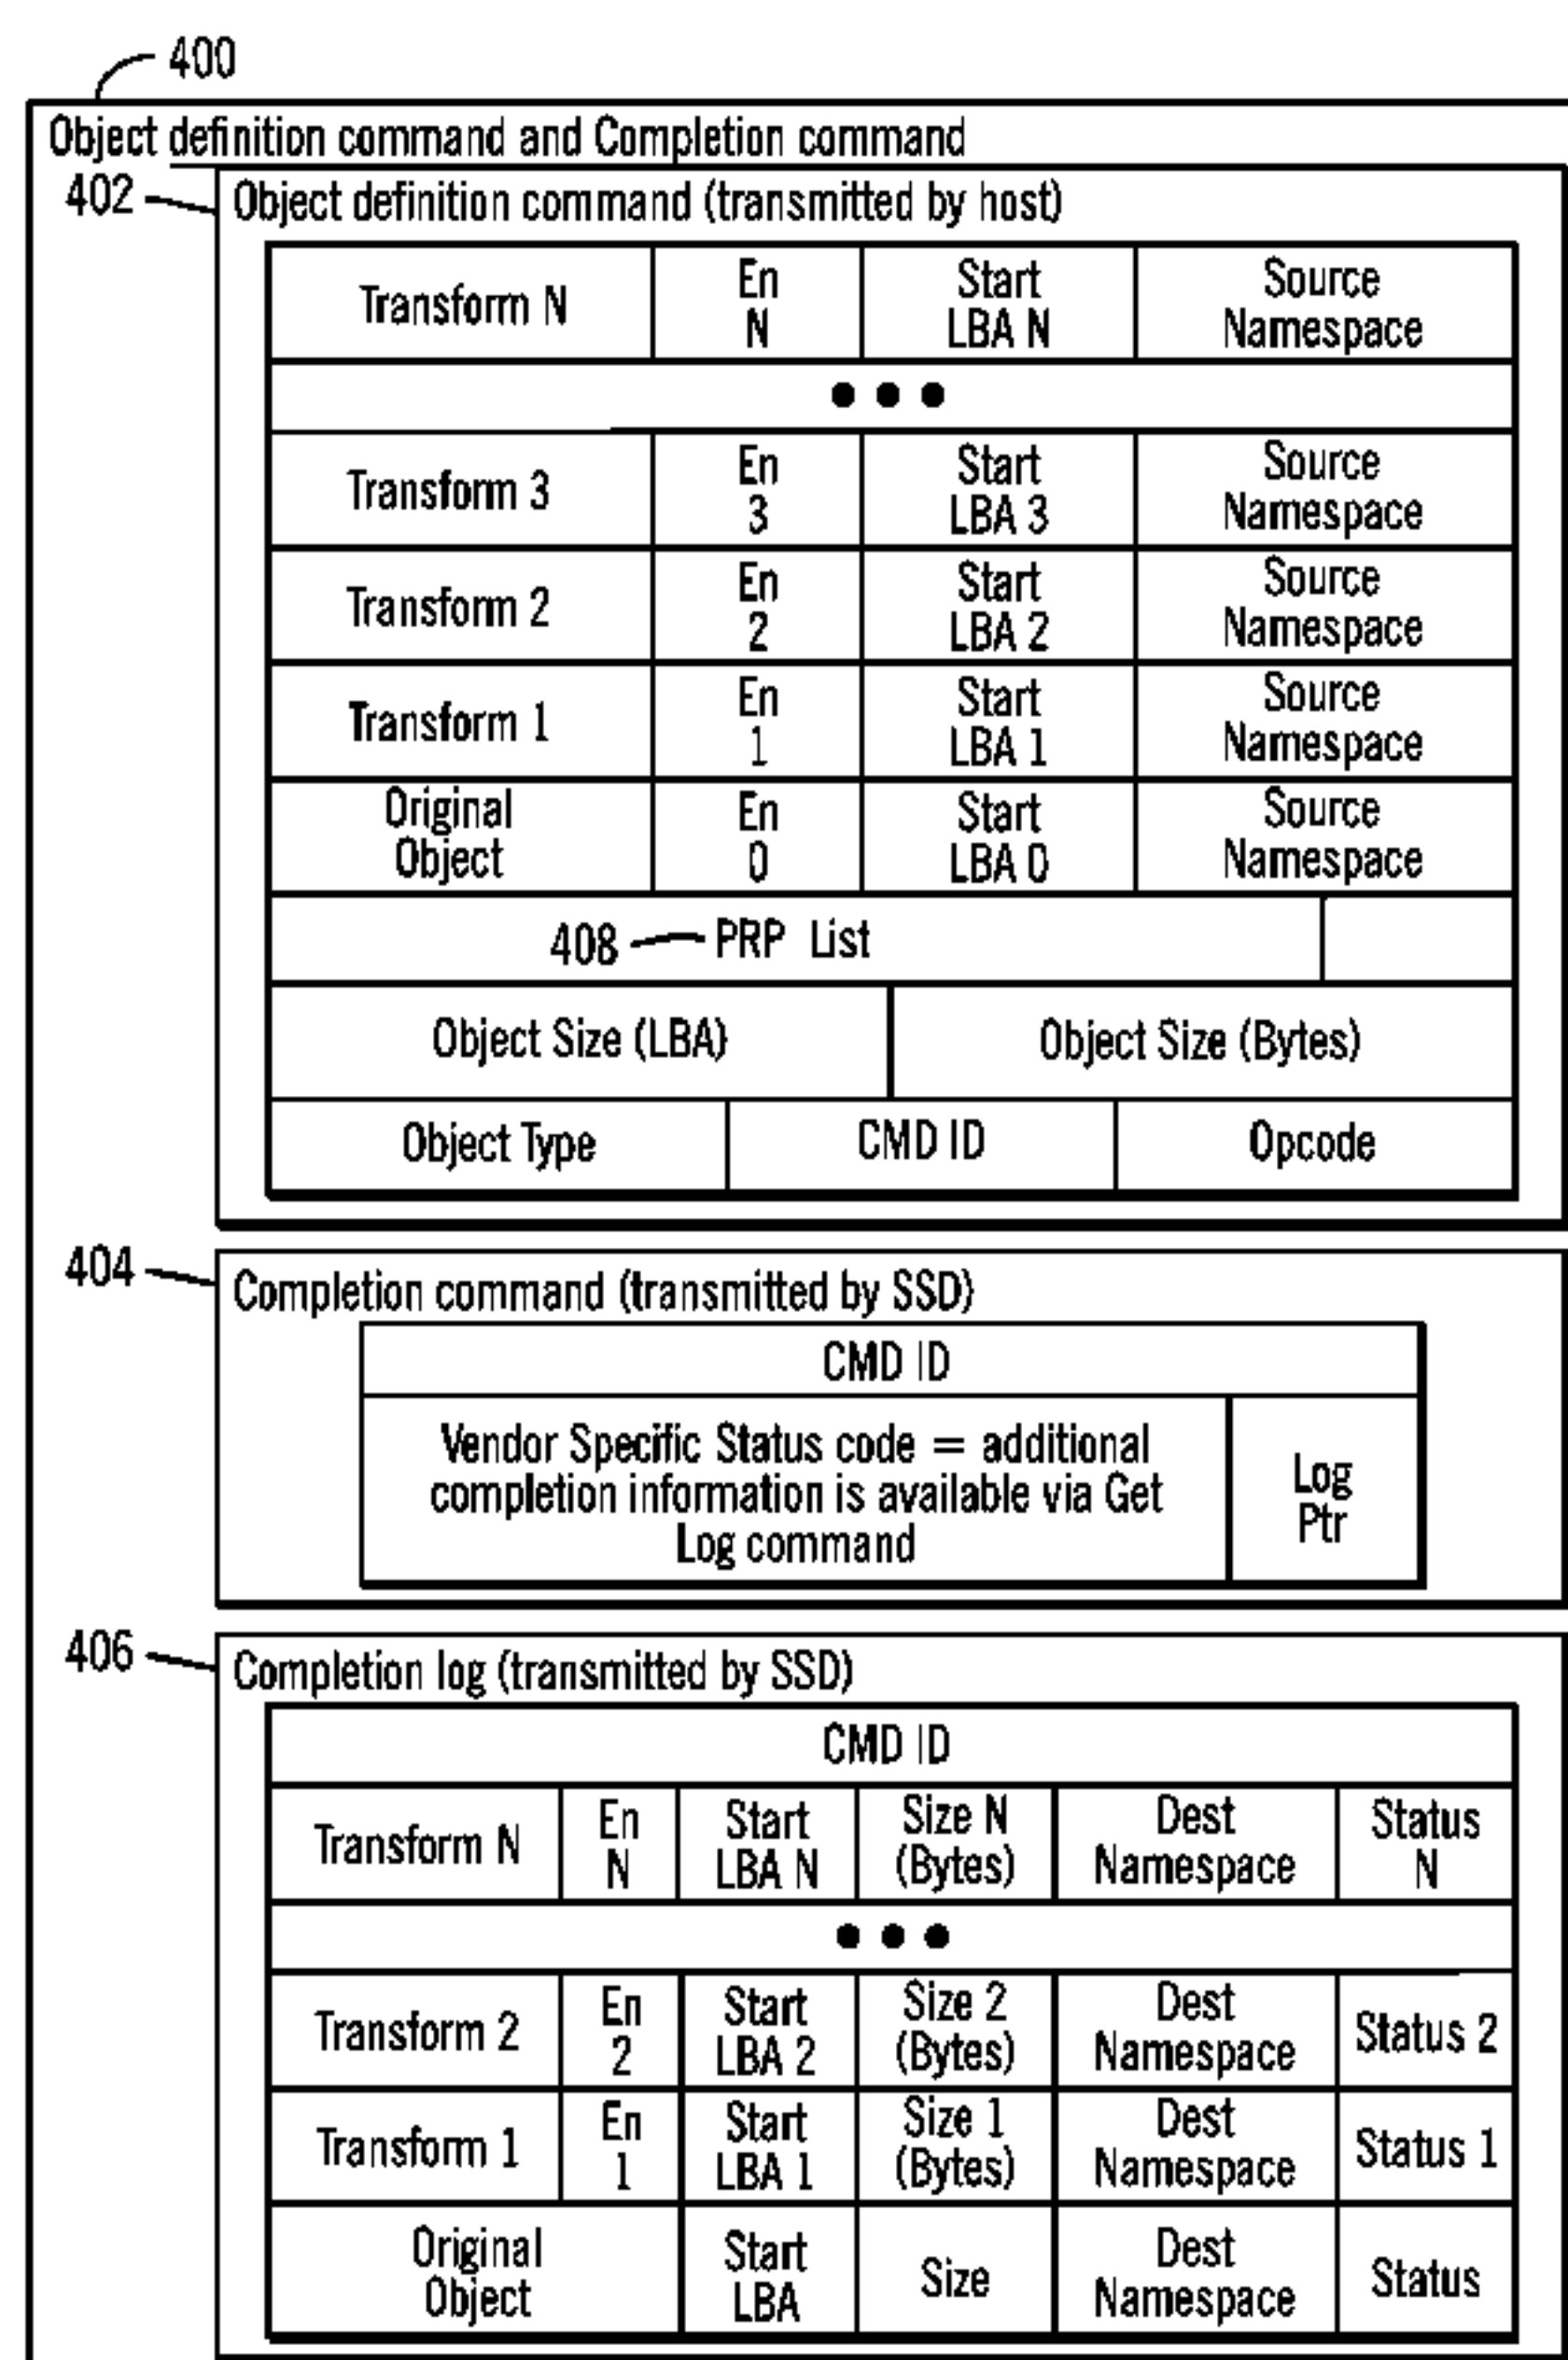 400
Object definition command and Completion command
402
Object definition command (transmitted by host)
Transform N
En
N
Start
LBA N
Source
Namespace
Transform 3
En
3
Start
LBA 3
Source
Namespace
Transform 2
En
2
Start
LBA 2
Source
Namespace
Transform 1
En
1
Start
LBA 1
Source
Namespace
Original
Object
En
0
Start
LBA 0
Source
Namespace
408
PRP List
Object Size (LBA)
Object Size (Bytes)
Object Type
CMD ID
Opcode
404
Completion command (transmitted by SSD)
CMD ID
Vendor Specific Status code = additional
completion information is available via Get
Log command
Log
Ptr
406
Completion log (transmitted by SSD)
CMD ID
Transform N
En
N
Start
LBA N
Size N
(Bytes)
Dest
Namespace
Status
N
Transform 2
En
2
Start
LBA 2
Size 2
(Bytes)
Dest
Namespace
Status 2
Transform 1
En
1
Start
LBA 1
Size 1
(Bytes)
Dest
Namespace
Status 1
Original
Object
Start
LBA
Size
Dest
Namespace
Status